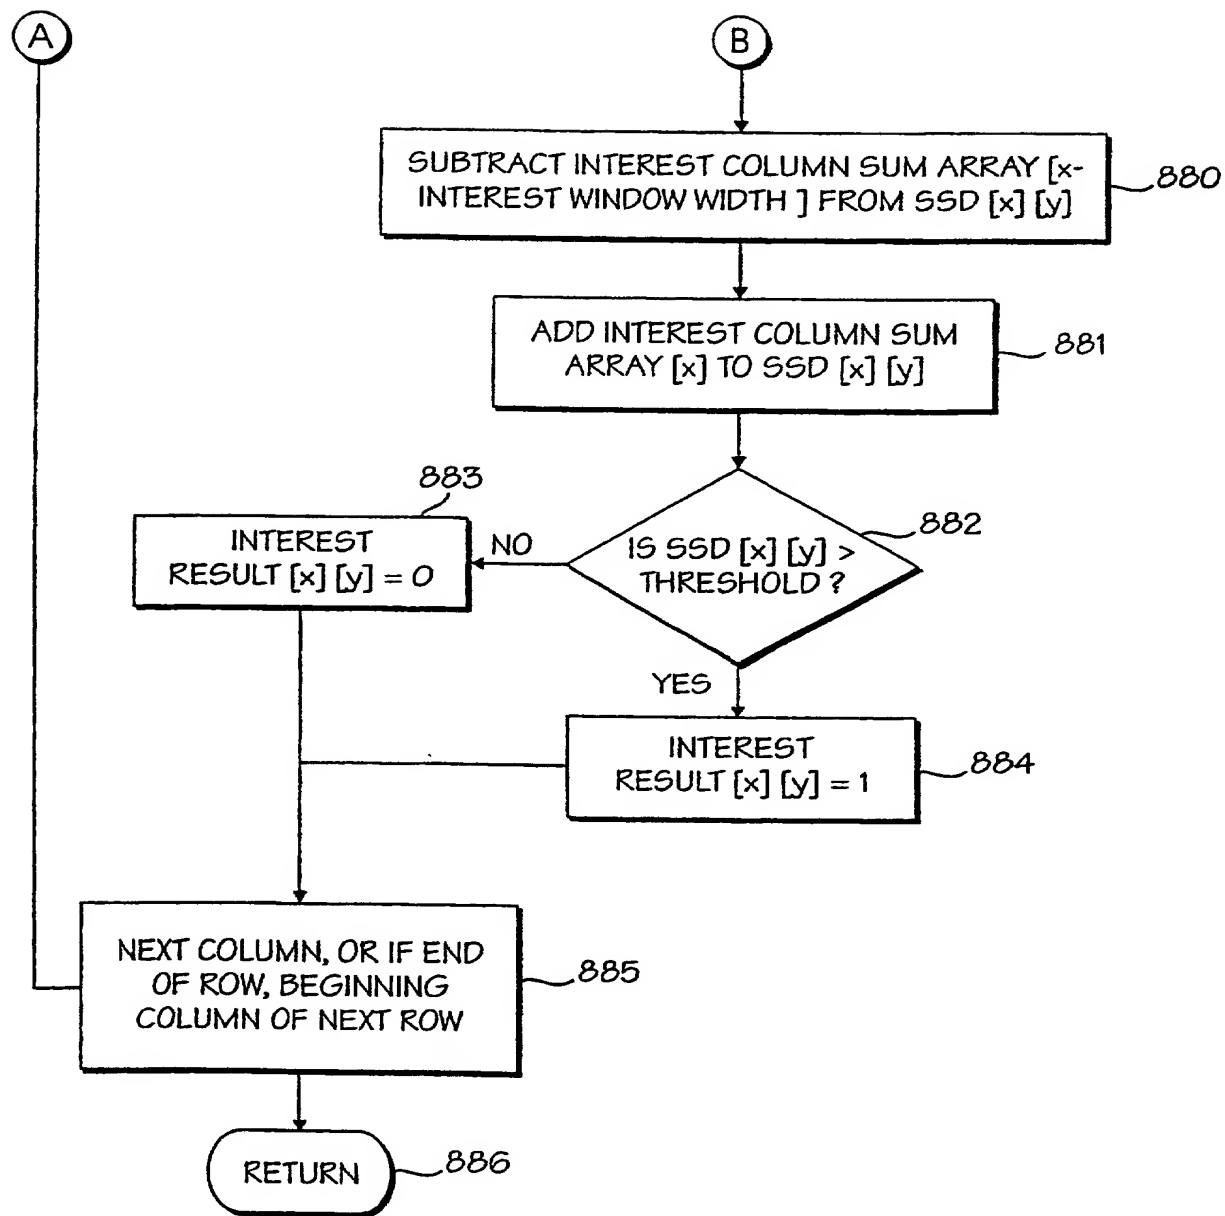 A
B
SUBTRACT INTEREST COLUMN SUM ARRAY [x-
INTEREST WINDOW WIDTH ] FROM SSD [x] [y]
880
ADD INTEREST COLUMN SUM
ARRAY [x] TO SSD [x] [y]
881
883
INTEREST
RESULT [x] [y] = 0
NO
IS SSD [x] [y] >
THRESHOLD ?
882
YES
INTEREST
RESULT [x] [y] = 1
884
NEXT COLUMN, OR IF END
OF ROW, BEGINNING
COLUMN OF NEXT ROW
885
RETURN
886